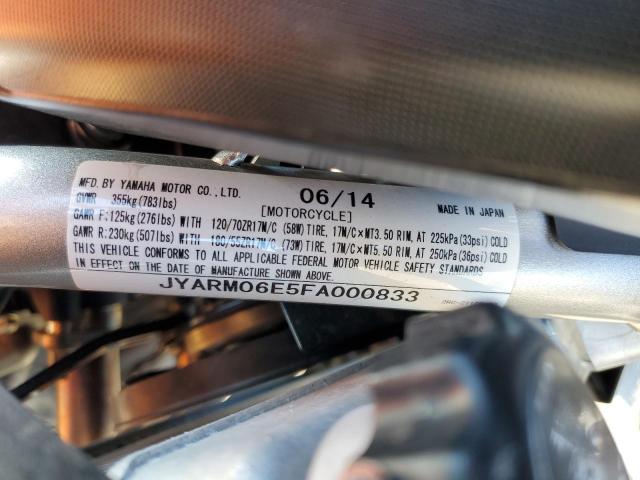 MFD. BY YAMAHA MOTOR CO.,LTD. 06/14 MADE IN JAPAN
GVWR 355kg(783lbs) [MOTORCYCLE]
GAWR F:125kg(276lbs) WITH 120/70ZR17M/C (58W) TIRE, 17M/C×MT3.50 RIM, AT 225kPa(33psi) COLD
GAWR R:230kg(507lbs) WITH 180/55ZR17M/C (73W) TIRE, 17M/C×MT5.50 RIM, AT 250kPa(36psi) COLD
THIS VEHICLE CONFORMS TO ALL APPLICABLE FEDERAL MOTOR VEHICLE SAFETY STANDARDS
IN EFFECT ON THE DATE OF MANUFACTURE SHOWN ABOVE.
JYARM06E5FA000833